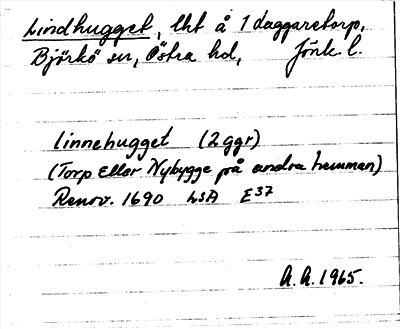 Lindhugget, lht å 1 daggaretorp,
Björkö sn, Östra hd, Jönk. l.
linnehugget (2 ggr)
(Torp Eller Nybygge på andra hemman)
Renov. 1690 LSA E37
A.A. 1965.